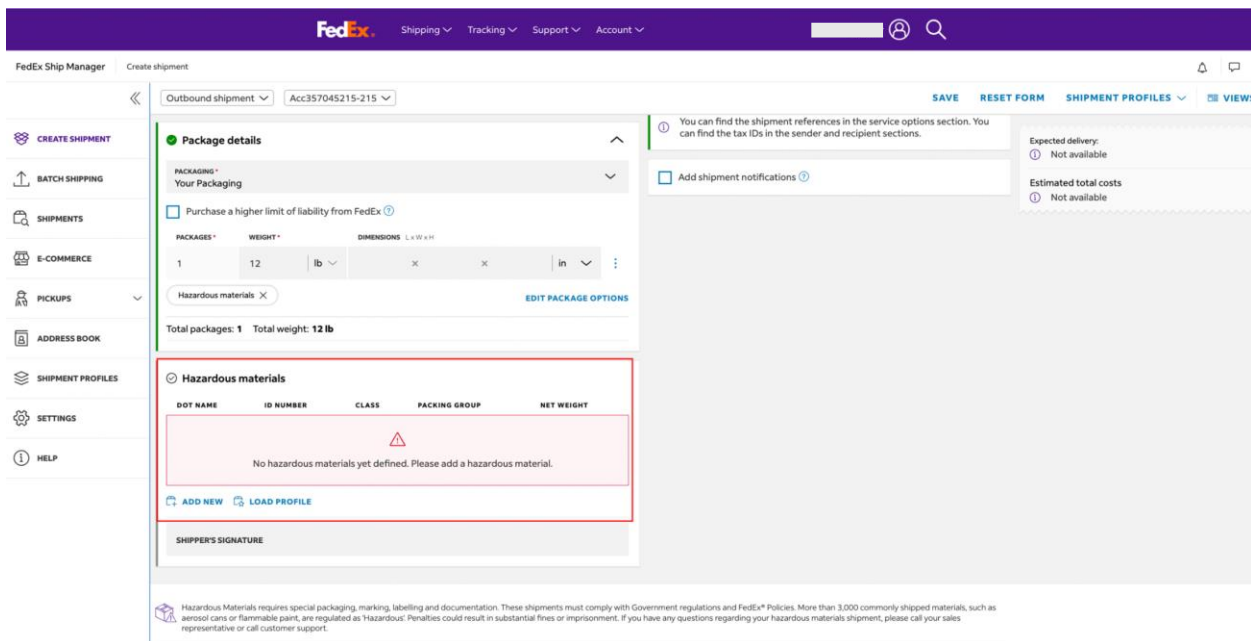 FedEx. Shipping Tracking Support Account
FedEx Ship Manager Create shipment
Outbound shipment Acc357045215-215 SAVE RESET FORM SHIPMENT PROFILES VIEWS
CREATE SHIPMENT
BATCH SHIPPING
SHIPMENTS
E-COMMERCE
PICKUPS
ADDRESS BOOK
SHIPMENT PROFILES
SETTINGS
HELP
Package details
PACKAGING*
Your Packaging
Purchase a higher limit of liability from FedEx
PACKAGES* WEIGHT* DIMENSIONS L x W x H
1 12 lb × × in
Hazardous materials EDIT PACKAGE OPTIONS
Total packages: 1 Total weight: 12 lb
Hazardous materials
DOT NAME ID NUMBER CLASS PACKING GROUP NET WEIGHT
No hazardous materials yet defined. Please add a hazardous material.
ADD NEW LOAD PROFILE
SHIPPER'S SIGNATURE
You can find the shipment references in the service options section. You
can find the tax IDs in the sender and recipient sections.
Add shipment notifications
Expected delivery:
Not available
Estimated total costs
Not available
Hazardous Materials requires special packaging, marking, labelling and documentation. These shipments must comply with Government regulations and FedEx® Policies. More than 3,000 commonly shipped materials, such as
aerosol cans or flammable paint, are regulated as 'Hazardous'. Penalties could result in substantial fines or imprisonment. If you have any questions regarding your hazardous materials shipment, please call your sales
representative or call customer support.